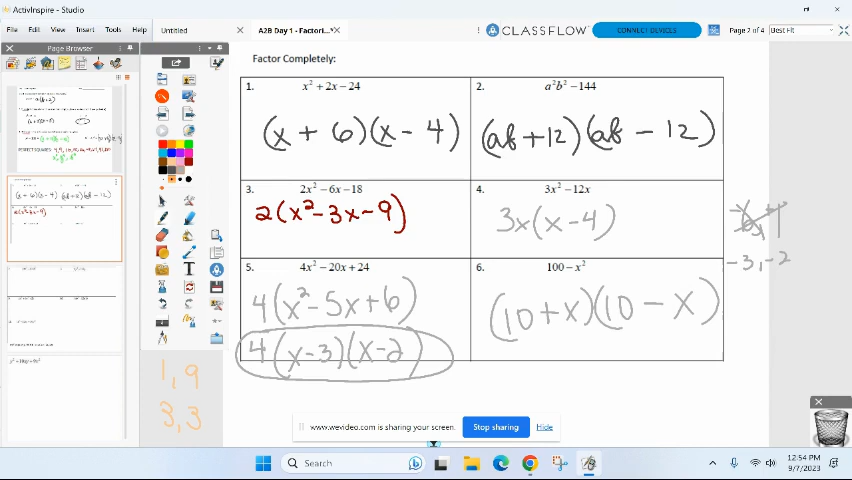 ActivInspire - Studio
File Edit View Insert Tools Help
Untitled
A2B Day 1 - Factori...*
CLASSFLOW
CONNECT DEVICES
Page 2 of 4
Best Fit
Page Browser
Factor Completely:
1. x² + 2x − 24
2. a²b² − 144
(x + 6)(x − 4)
(ab + 12)(ab − 12)
3. 2x² − 6x − 18
4. 3x² − 12x
2(x² − 3x − 9)
3x(x − 4)
−3, −2
5. 4x² − 20x + 24
6. 100 − x²
4(x² − 5x + 6)
(10 + x)(10 − x)
4(x − 3)(x − 2)
1, 9
3, 3
www.wevideo.com is sharing your screen.
Stop sharing
Hide
Search
12:54 PM
9/7/2023